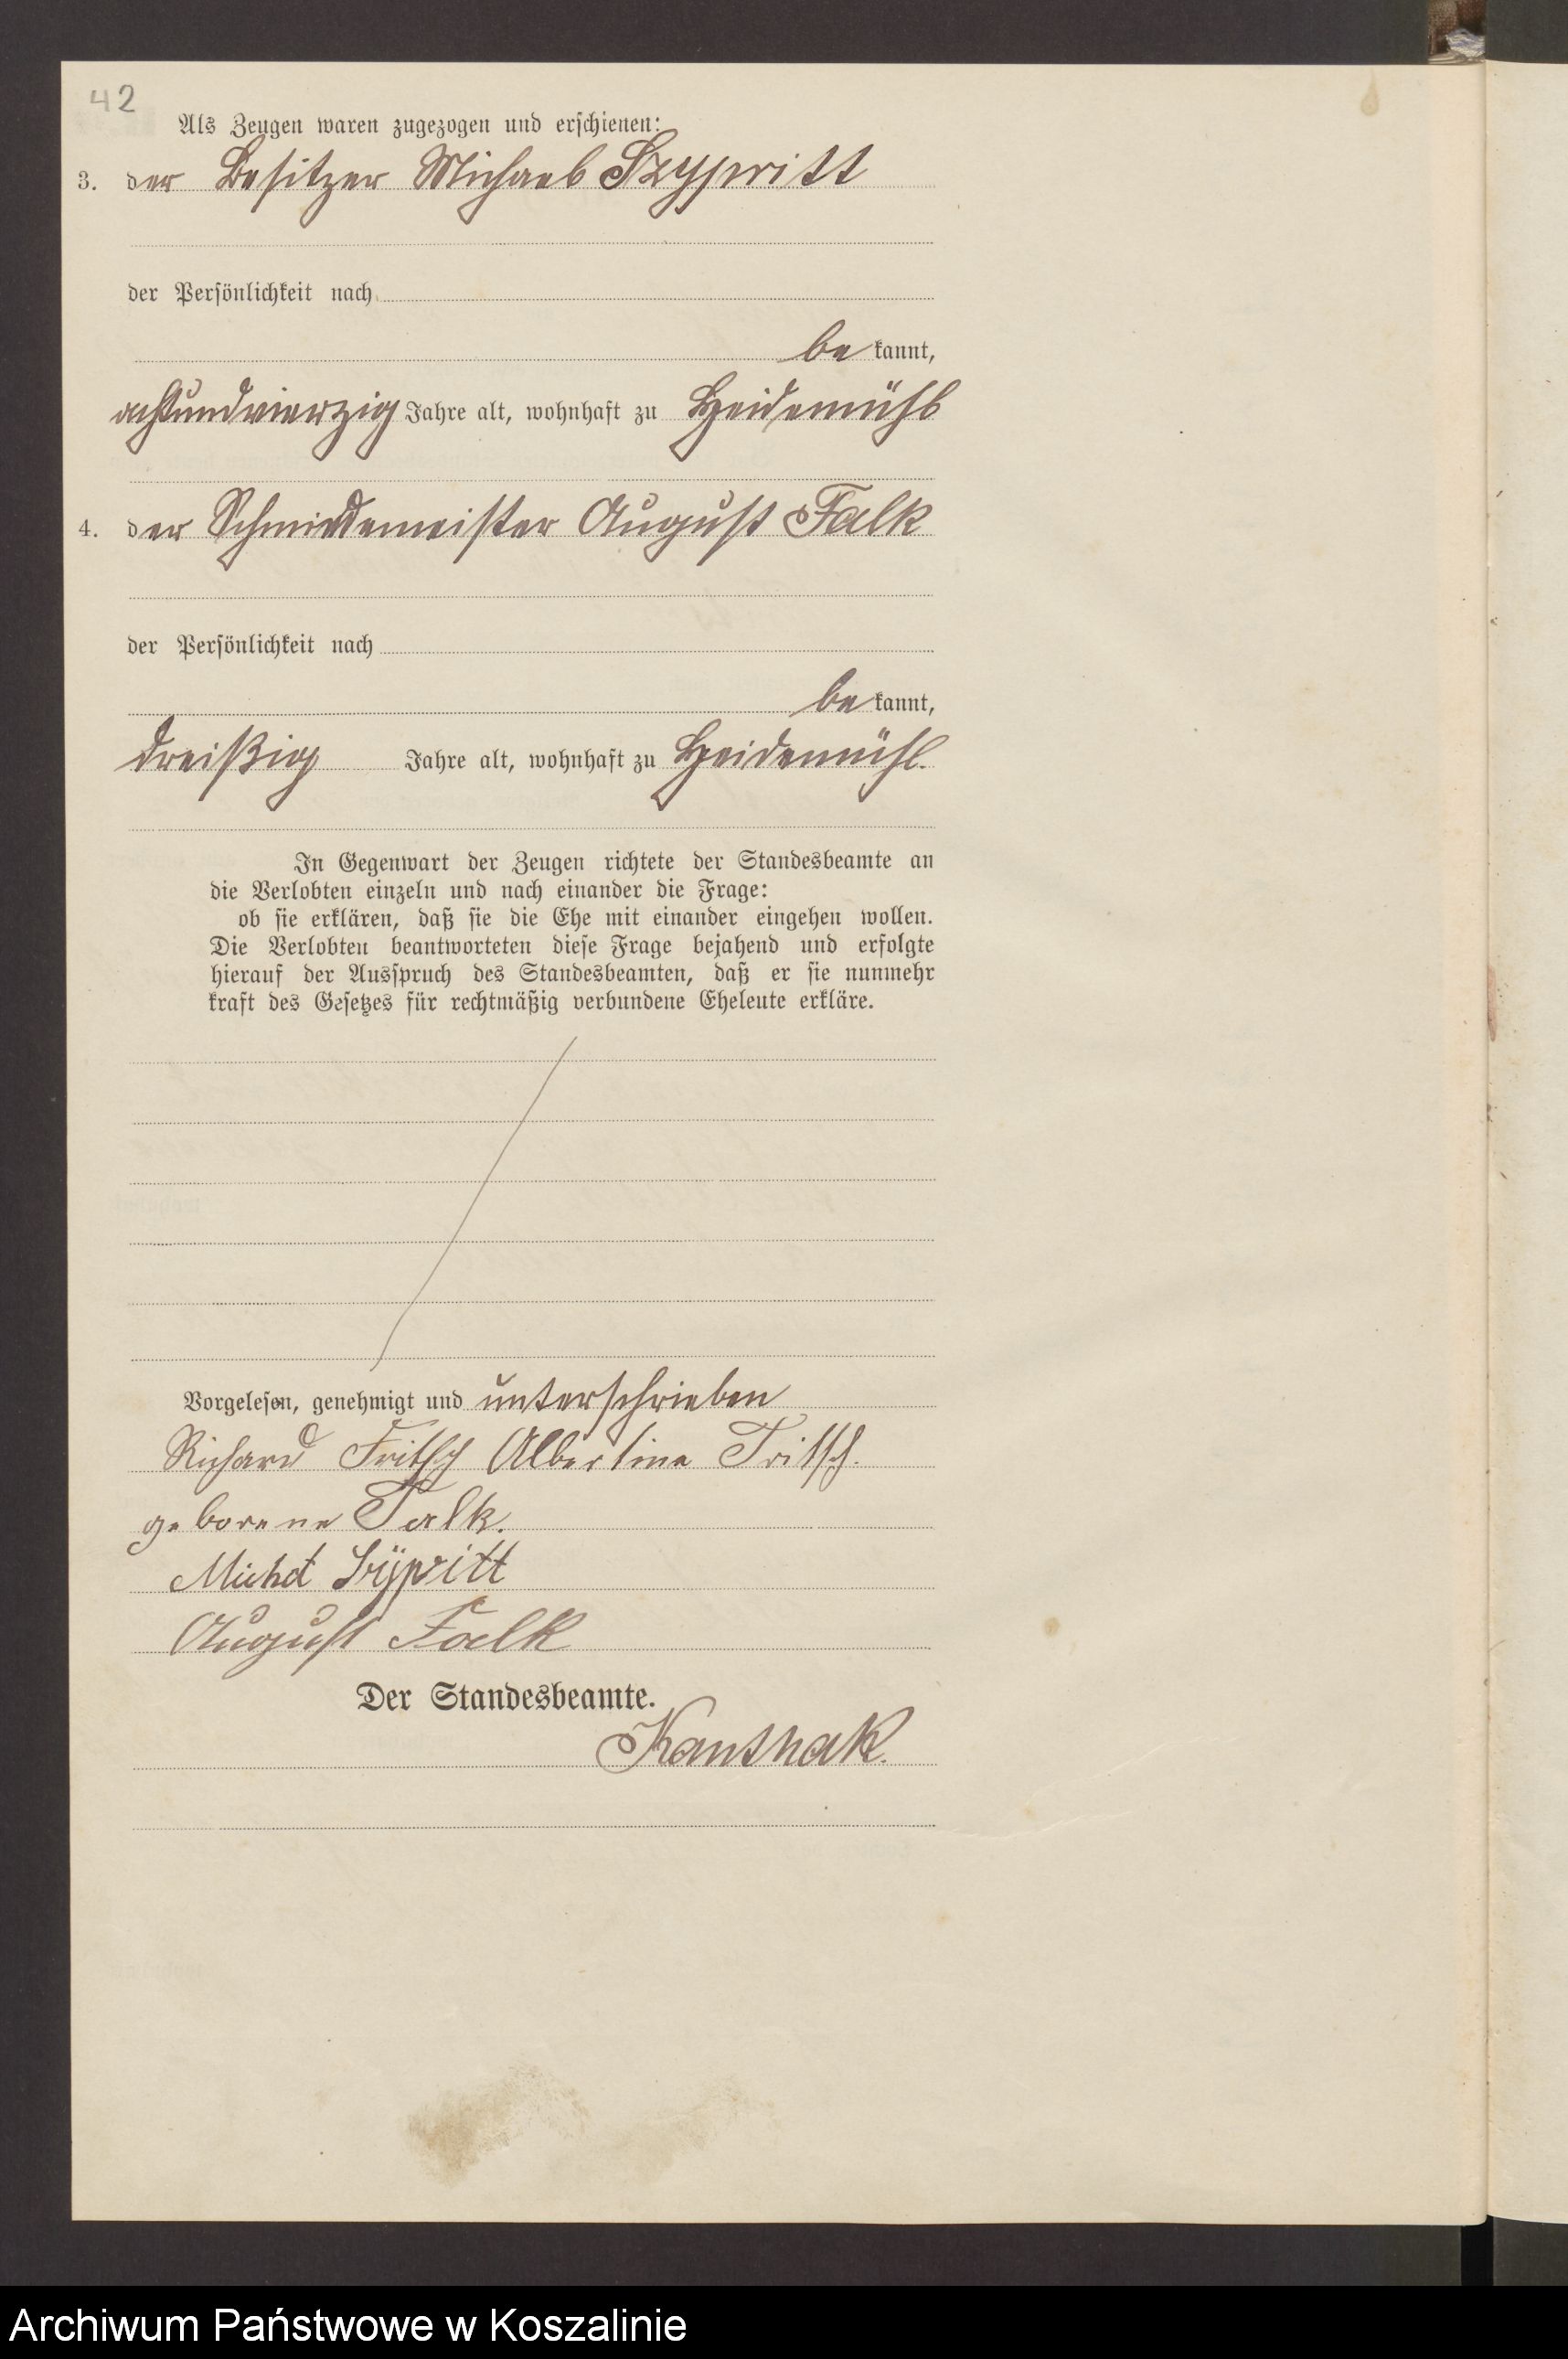 42
Als Zeugen waren zugezogen und erschienen:
3. der Besitzer Michael Szypritt
der Persönlichkeit nach
be kannt,
achtundvierzig Jahre alt, wohnhaft zu Heidemühl
4. der Schmiedemeister August Falk
der Persönlichkeit nach
be kannt,
dreißig Jahre alt, wohnhaft zu Heidemühl.
In Gegenwart der Zeugen richtete der Standesbeamte an
die Verlobten einzeln und nach einander die Frage:
ob sie erklären, daß sie die Ehe mit einander eingehen wollen.
Die Verlobten beantworteten diese Frage bejahend und erfolgte
hierauf der Ausspruch des Standesbeamten, daß er sie nunmehr
kraft des Gesetzes für rechtmäßig verbundene Eheleute erkläre.
Vorgelesen, genehmigt und unterschrieben
Richard Fritsch Albertine Fritsch.
geborene Falk.
August Falk
Der Standesbeamte.
Archiwum Państwowe w Koszalinie